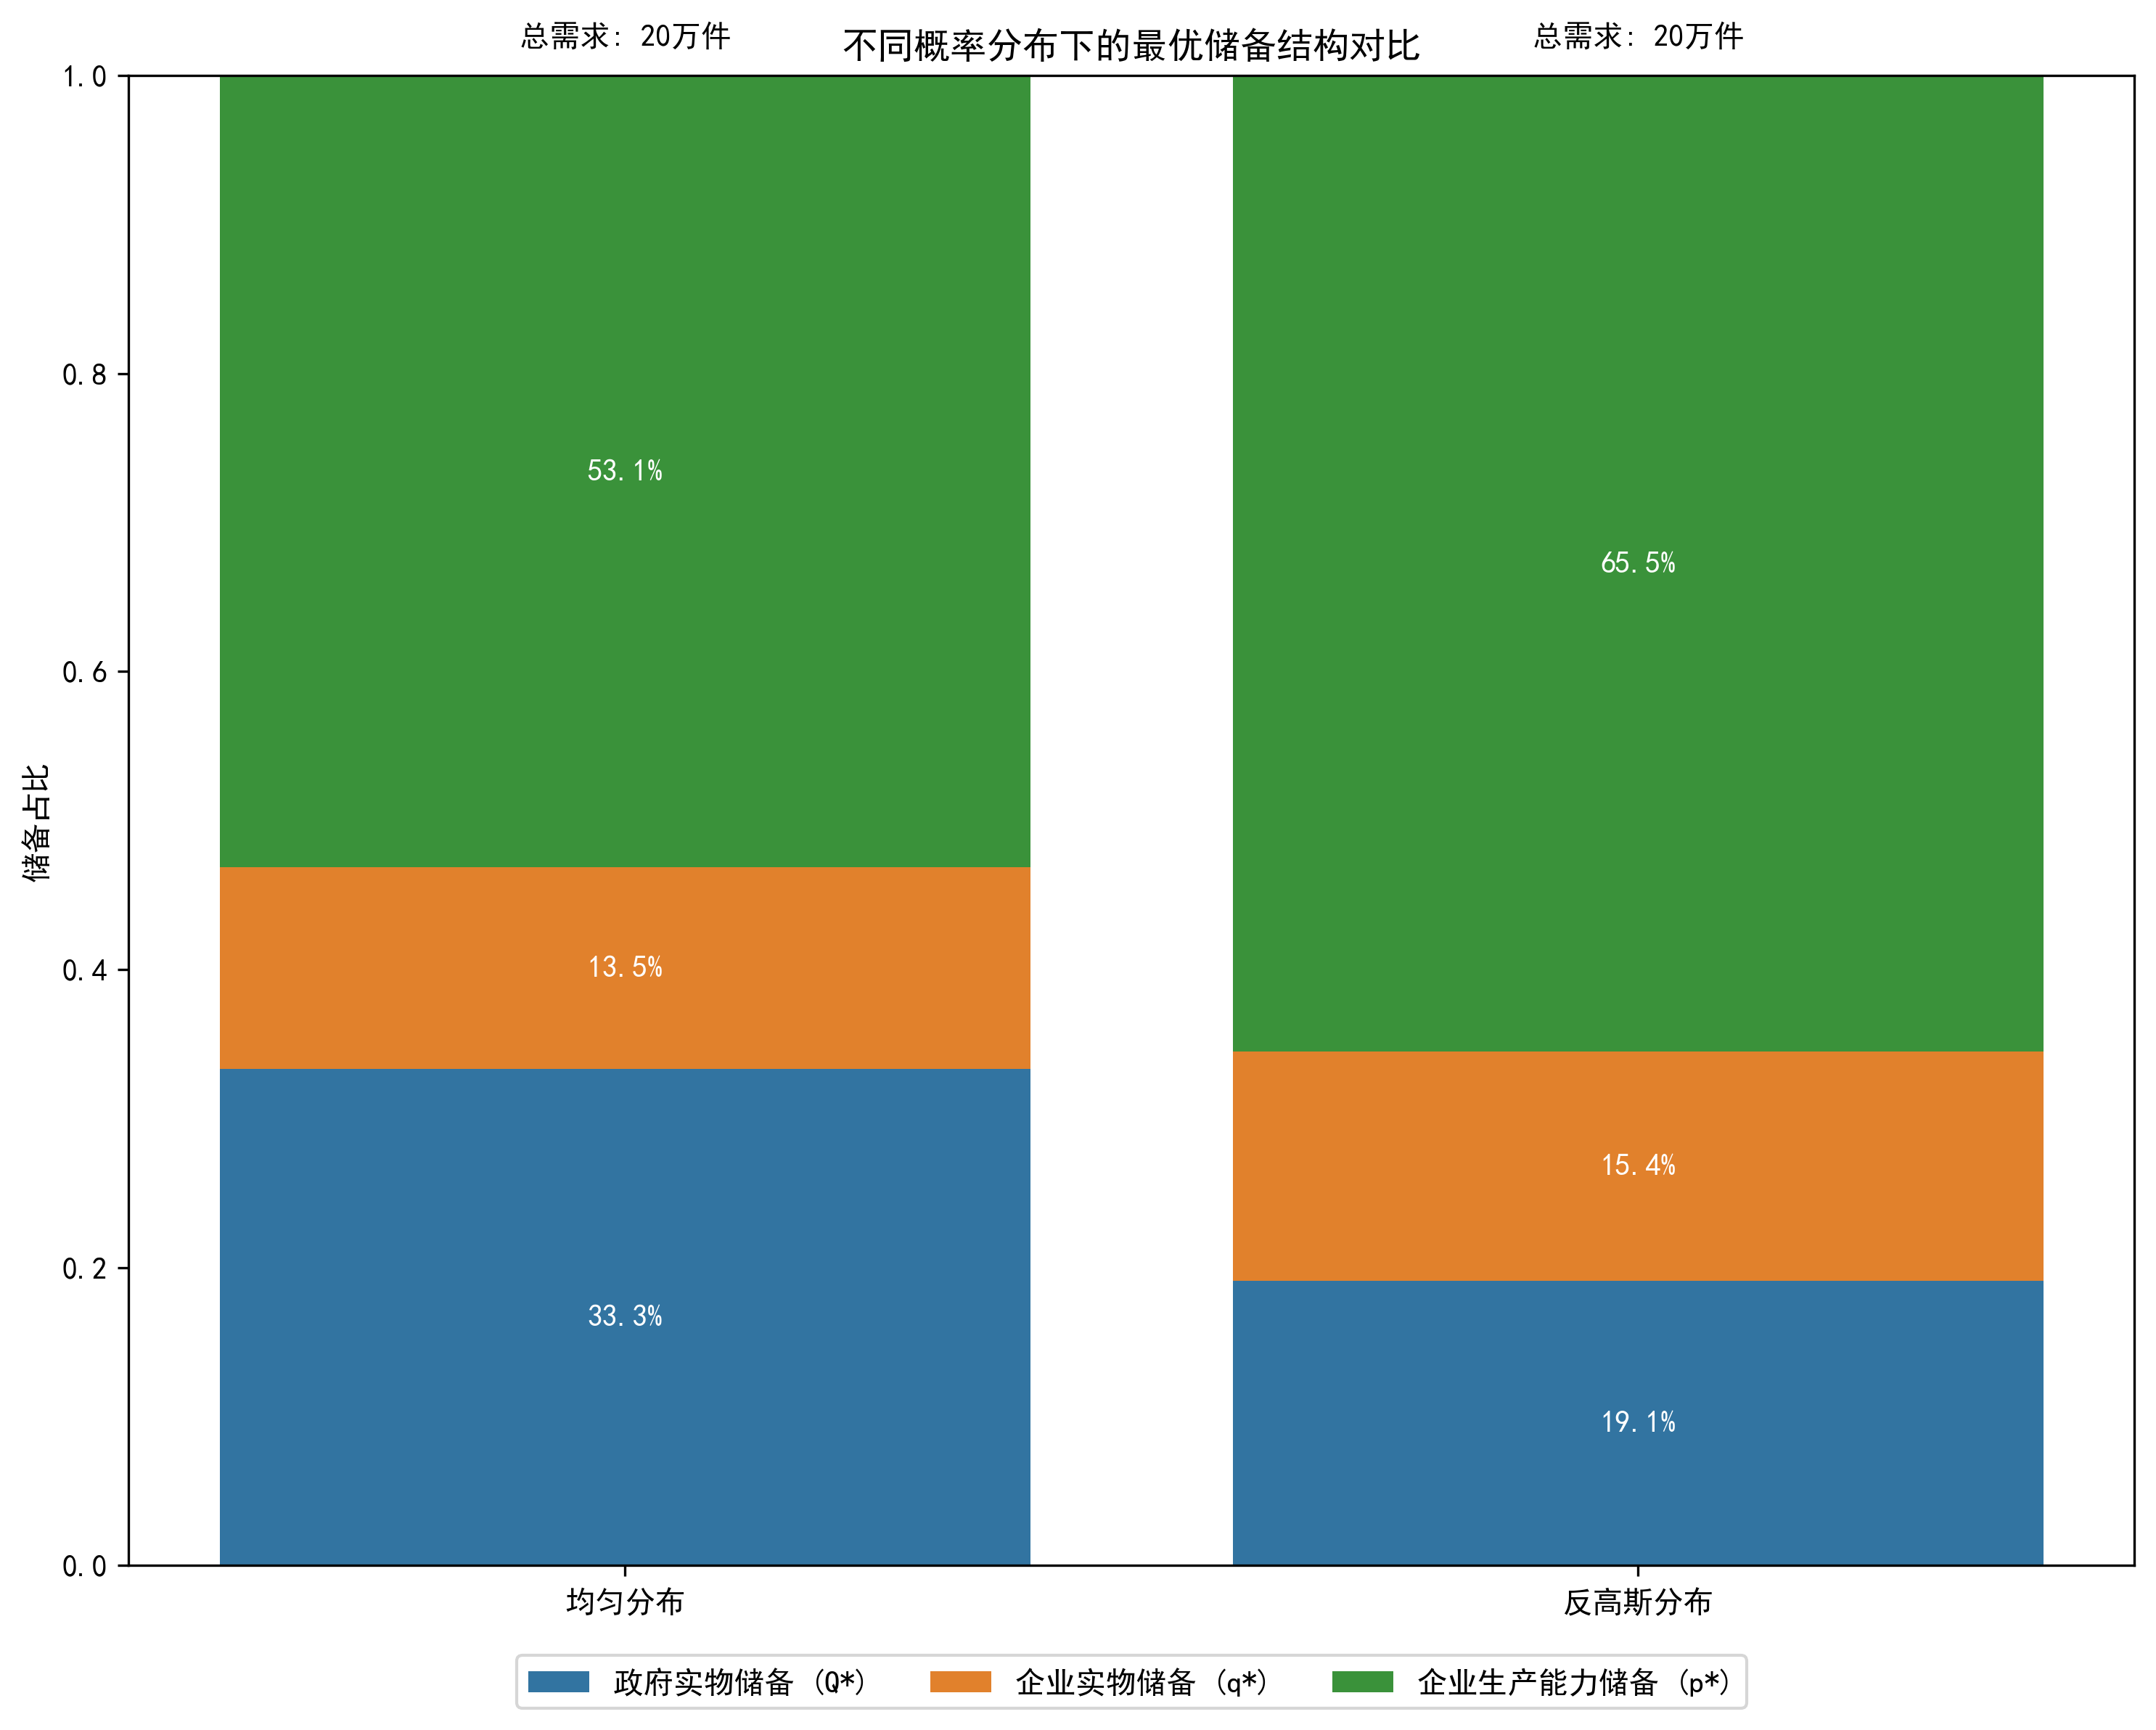 总需求: 20万件
不同概率分布下的最优储备结构对比
总需求: 20万件
1.0
0.8
0.6
0.4
0.2
0.0
储备占比
53.1%
13.5%
33.3%
65.5%
15.4%
19.1%
均匀分布
反高斯分布
政府实物储备 (Q*)
企业实物储备 (q*)
企业生产能力储备 (p*)